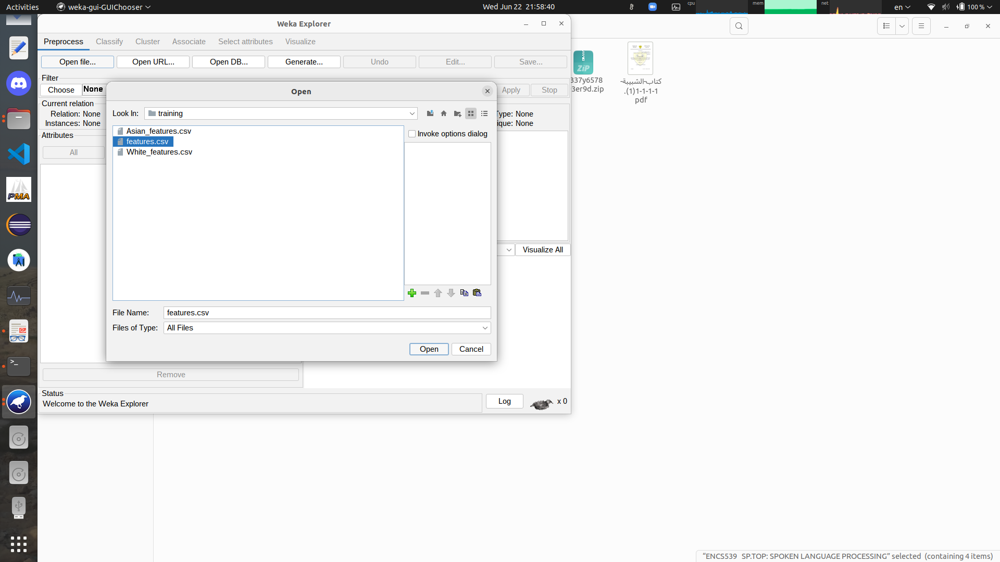 Activities
weka-gui-GUIChooser
Wed Jun 22 21:58:40
cpu
mem
net
en
100 %
Weka Explorer
Preprocess
Classify
Cluster
Associate
Select attributes
Visualize
Open file...
Open URL...
Open DB...
Generate...
Undo
Edit...
Save...
Filter
Choose
None
Apply
Stop
Current relation
Relation: None
Instances: None
Type: None
ique: None
Attributes
All
Visualize All
Remove
Status
Welcome to the Weka Explorer
Log
x 0
Open
Look In:
training
Asian_features.csv
features.csv
White_features.csv
Invoke options dialog
File Name:
features.csv
Files of Type:
All Files
Open
Cancel
ZiP
337y6578
3er9d.zip
كتاب-الشبيبة-
1-1-1-1(1).
pdf
PMA
>_
“ENCS539 SP.TOP: SPOKEN LANGUAGE PROCESSING” selected (containing 4 items)